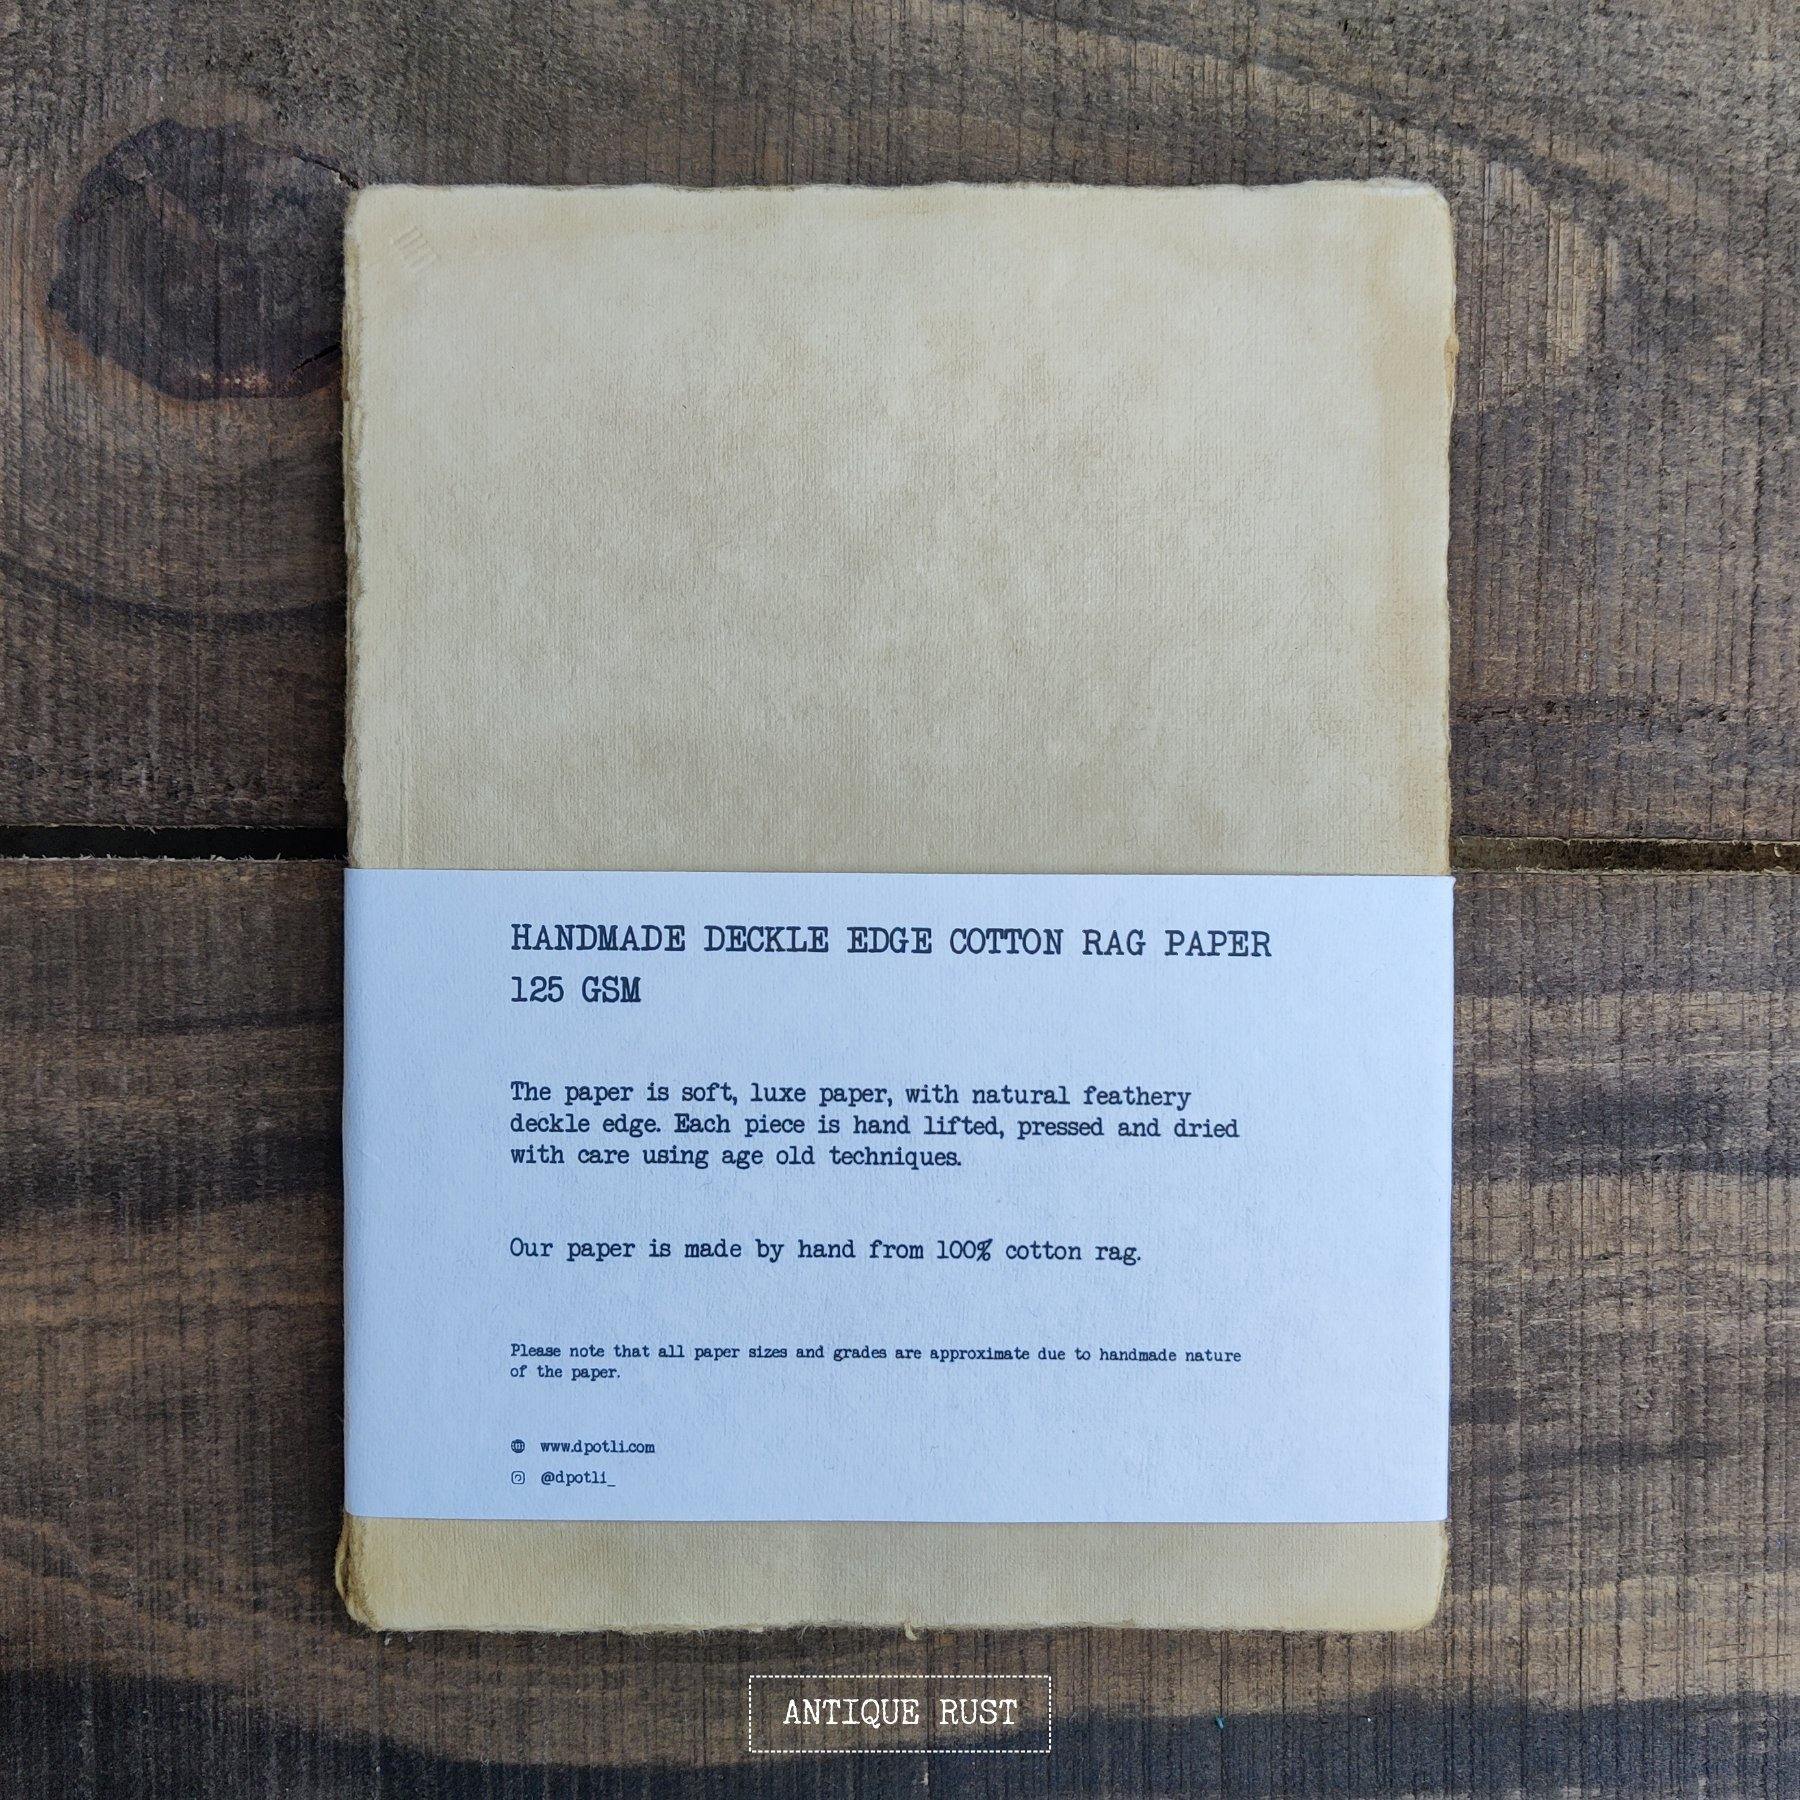 HANDMADE DECKLE EDGE COTTON RAG PAPER
125 GSM
The paper is soft, luxe paper, with natural feathery
deckle edge. Each piece is hand lifted, pressed and dried
with care using age old techniques.
Our paper is made by hand from 100% cotton rag.
Please note that all paper sizes and grades are approximate due to handmade nature
of the paper.
www.dpotli.com
@dpotli_
ANTIQUE RUST